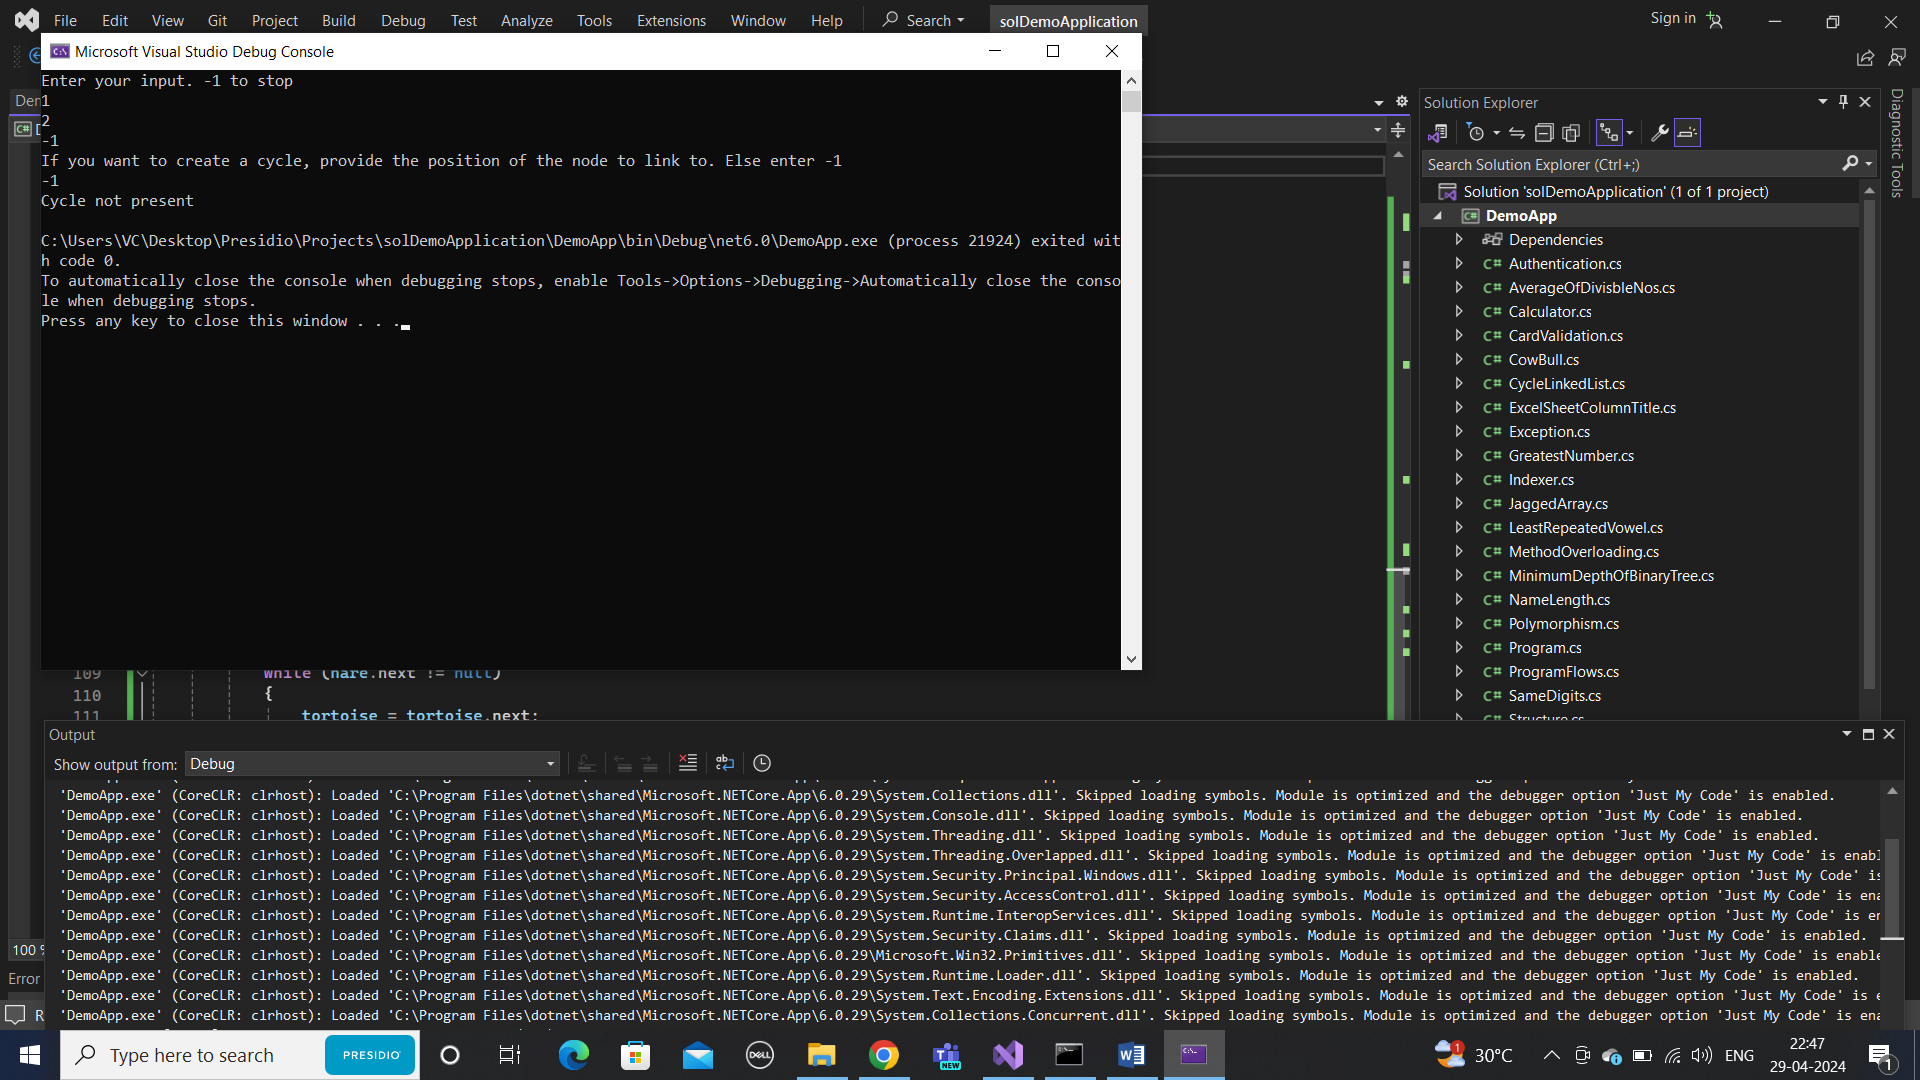 File Edit View Git Project Build Debug Test Analyze Tools Extensions Window Help Search solDemoApplication Sign in
Microsoft Visual Studio Debug Console
Enter your input. -1 to stop
1
2
-1
If you want to create a cycle, provide the position of the node to link to. Else enter -1
-1
Cycle not present
C:\Users\VC\Desktop\Presidio\Projects\solDemoApplication\DemoApp\bin\Debug\net6.0\DemoApp.exe (process 21924) exited wit
h code 0.
To automatically close the console when debugging stops, enable Tools->Options->Debugging->Automatically close the conso
le when debugging stops.
Press any key to close this window . . .
Solution Explorer
Search Solution Explorer (Ctrl+;)
Solution 'solDemoApplication' (1 of 1 project)
DemoApp
Dependencies
C# Authentication.cs
C# AverageOfDivisbleNos.cs
C# Calculator.cs
C# CardValidation.cs
C# CowBull.cs
C# CycleLinkedList.cs
C# ExcelSheetColumnTitle.cs
C# Exception.cs
C# GreatestNumber.cs
C# Indexer.cs
C# JaggedArray.cs
C# LeastRepeatedVowel.cs
C# MethodOverloading.cs
C# MinimumDepthOfBinaryTree.cs
C# NameLength.cs
C# Polymorphism.cs
C# Program.cs
C# ProgramFlows.cs
C# SameDigits.cs
C# Structure.cs
Diagnostic Tools
109 while (hare.next != null)
110 {
111 tortoise = tortoise.next;
Output
Show output from: Debug
'DemoApp.exe' (CoreCLR: clrhost): Loaded 'C:\Program Files\dotnet\shared\Microsoft.NETCore.App\6.0.29\System.Collections.dll'. Skipped loading symbols. Module is optimized and the debugger option 'Just My Code' is enabled.
'DemoApp.exe' (CoreCLR: clrhost): Loaded 'C:\Program Files\dotnet\shared\Microsoft.NETCore.App\6.0.29\System.Console.dll'. Skipped loading symbols. Module is optimized and the debugger option 'Just My Code' is enabled.
'DemoApp.exe' (CoreCLR: clrhost): Loaded 'C:\Program Files\dotnet\shared\Microsoft.NETCore.App\6.0.29\System.Threading.dll'. Skipped loading symbols. Module is optimized and the debugger option 'Just My Code' is enabled.
'DemoApp.exe' (CoreCLR: clrhost): Loaded 'C:\Program Files\dotnet\shared\Microsoft.NETCore.App\6.0.29\System.Threading.Overlapped.dll'. Skipped loading symbols. Module is optimized and the debugger option 'Just My Code' is enabl
'DemoApp.exe' (CoreCLR: clrhost): Loaded 'C:\Program Files\dotnet\shared\Microsoft.NETCore.App\6.0.29\System.Security.Principal.Windows.dll'. Skipped loading symbols. Module is optimized and the debugger option 'Just My Code' is
'DemoApp.exe' (CoreCLR: clrhost): Loaded 'C:\Program Files\dotnet\shared\Microsoft.NETCore.App\6.0.29\System.Security.AccessControl.dll'. Skipped loading symbols. Module is optimized and the debugger option 'Just My Code' is ena
'DemoApp.exe' (CoreCLR: clrhost): Loaded 'C:\Program Files\dotnet\shared\Microsoft.NETCore.App\6.0.29\System.Runtime.InteropServices.dll'. Skipped loading symbols. Module is optimized and the debugger option 'Just My Code' is en
'DemoApp.exe' (CoreCLR: clrhost): Loaded 'C:\Program Files\dotnet\shared\Microsoft.NETCore.App\6.0.29\System.Security.Claims.dll'. Skipped loading symbols. Module is optimized and the debugger option 'Just My Code' is enabled.
'DemoApp.exe' (CoreCLR: clrhost): Loaded 'C:\Program Files\dotnet\shared\Microsoft.NETCore.App\6.0.29\Microsoft.Win32.Primitives.dll'. Skipped loading symbols. Module is optimized and the debugger option 'Just My Code' is enable
'DemoApp.exe' (CoreCLR: clrhost): Loaded 'C:\Program Files\dotnet\shared\Microsoft.NETCore.App\6.0.29\System.Runtime.Loader.dll'. Skipped loading symbols. Module is optimized and the debugger option 'Just My Code' is enabled.
'DemoApp.exe' (CoreCLR: clrhost): Loaded 'C:\Program Files\dotnet\shared\Microsoft.NETCore.App\6.0.29\System.Text.Encoding.Extensions.dll'. Skipped loading symbols. Module is optimized and the debugger option 'Just My Code' is e
'DemoApp.exe' (CoreCLR: clrhost): Loaded 'C:\Program Files\dotnet\shared\Microsoft.NETCore.App\6.0.29\System.Collections.Concurrent.dll'. Skipped loading symbols. Module is optimized and the debugger option 'Just My Code' is ena
100 %
Error
R
Type here to search PRESIDIO DELL NEW 1 30°C ENG 22:47
29-04-2024 1